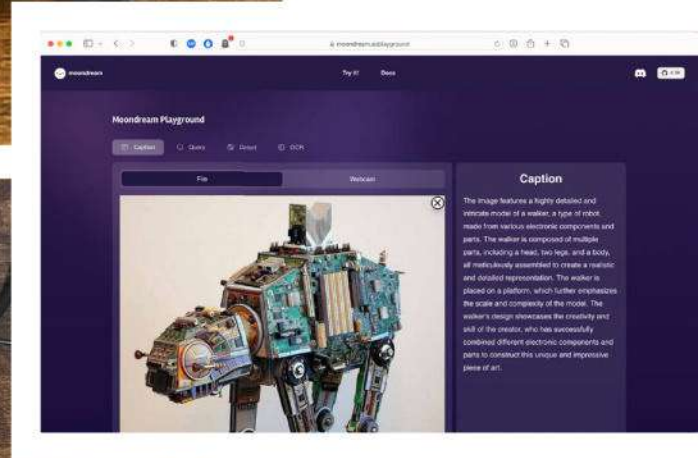 moondream.ai/playground
moondream
Try it!
Docs
Moondream Playground
Caption
Query
Detect
OCR
File
Webcam
Caption
The image features a highly detailed and
intricate model of a walker, a type of robot,
made from various electronic components and
parts. The walker is composed of multiple
parts, including a head, two legs, and a body,
all meticulously assembled to create a realistic
and detailed representation. The walker is
placed on a platform, which further emphasizes
the scale and complexity of the model. The
walker's design showcases the creativity and
skill of the creator, who has successfully
combined different electronic components and
parts to construct this unique and impressive
piece of art.